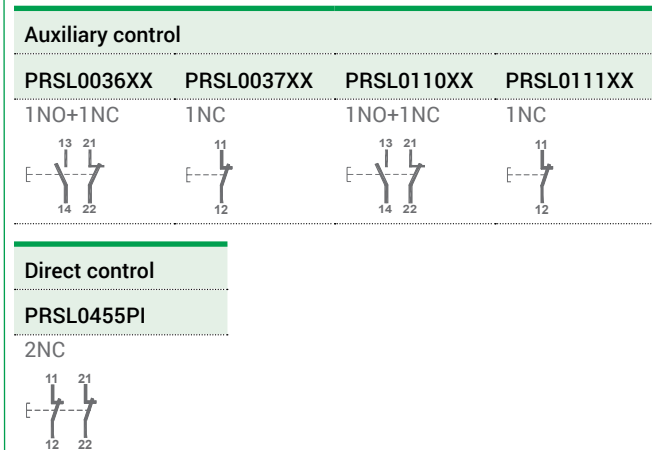 Auxiliary control
PRSL0036XX PRSL0037XX PRSL0110XX PRSL0111XX
1NO+1NC 1NC 1NO+1NC 1NC
13 21 11 13 21 11
14 22 12 14 22 12
Direct control
PRSL0455PI
2NC
11 21
12 22